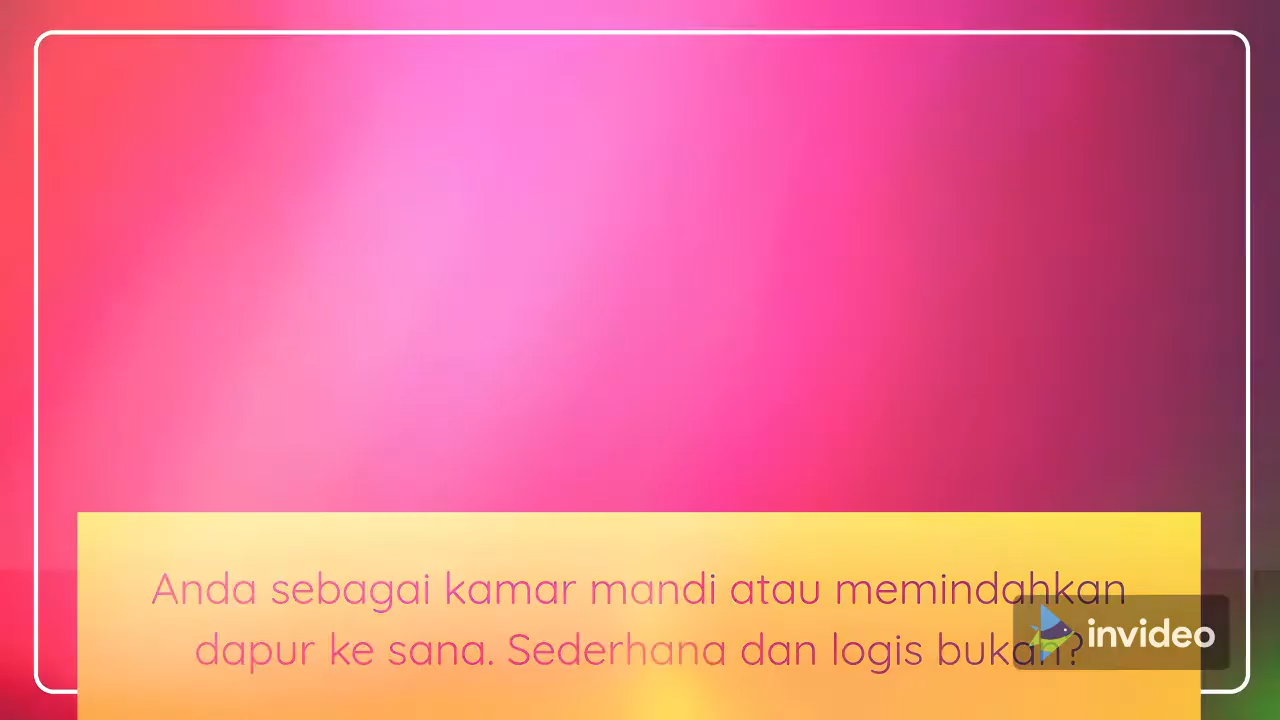 Anda sebagai kamar mandi atau memindahkan
dapur ke sana. Sederhana dan logis bukan?
invideo